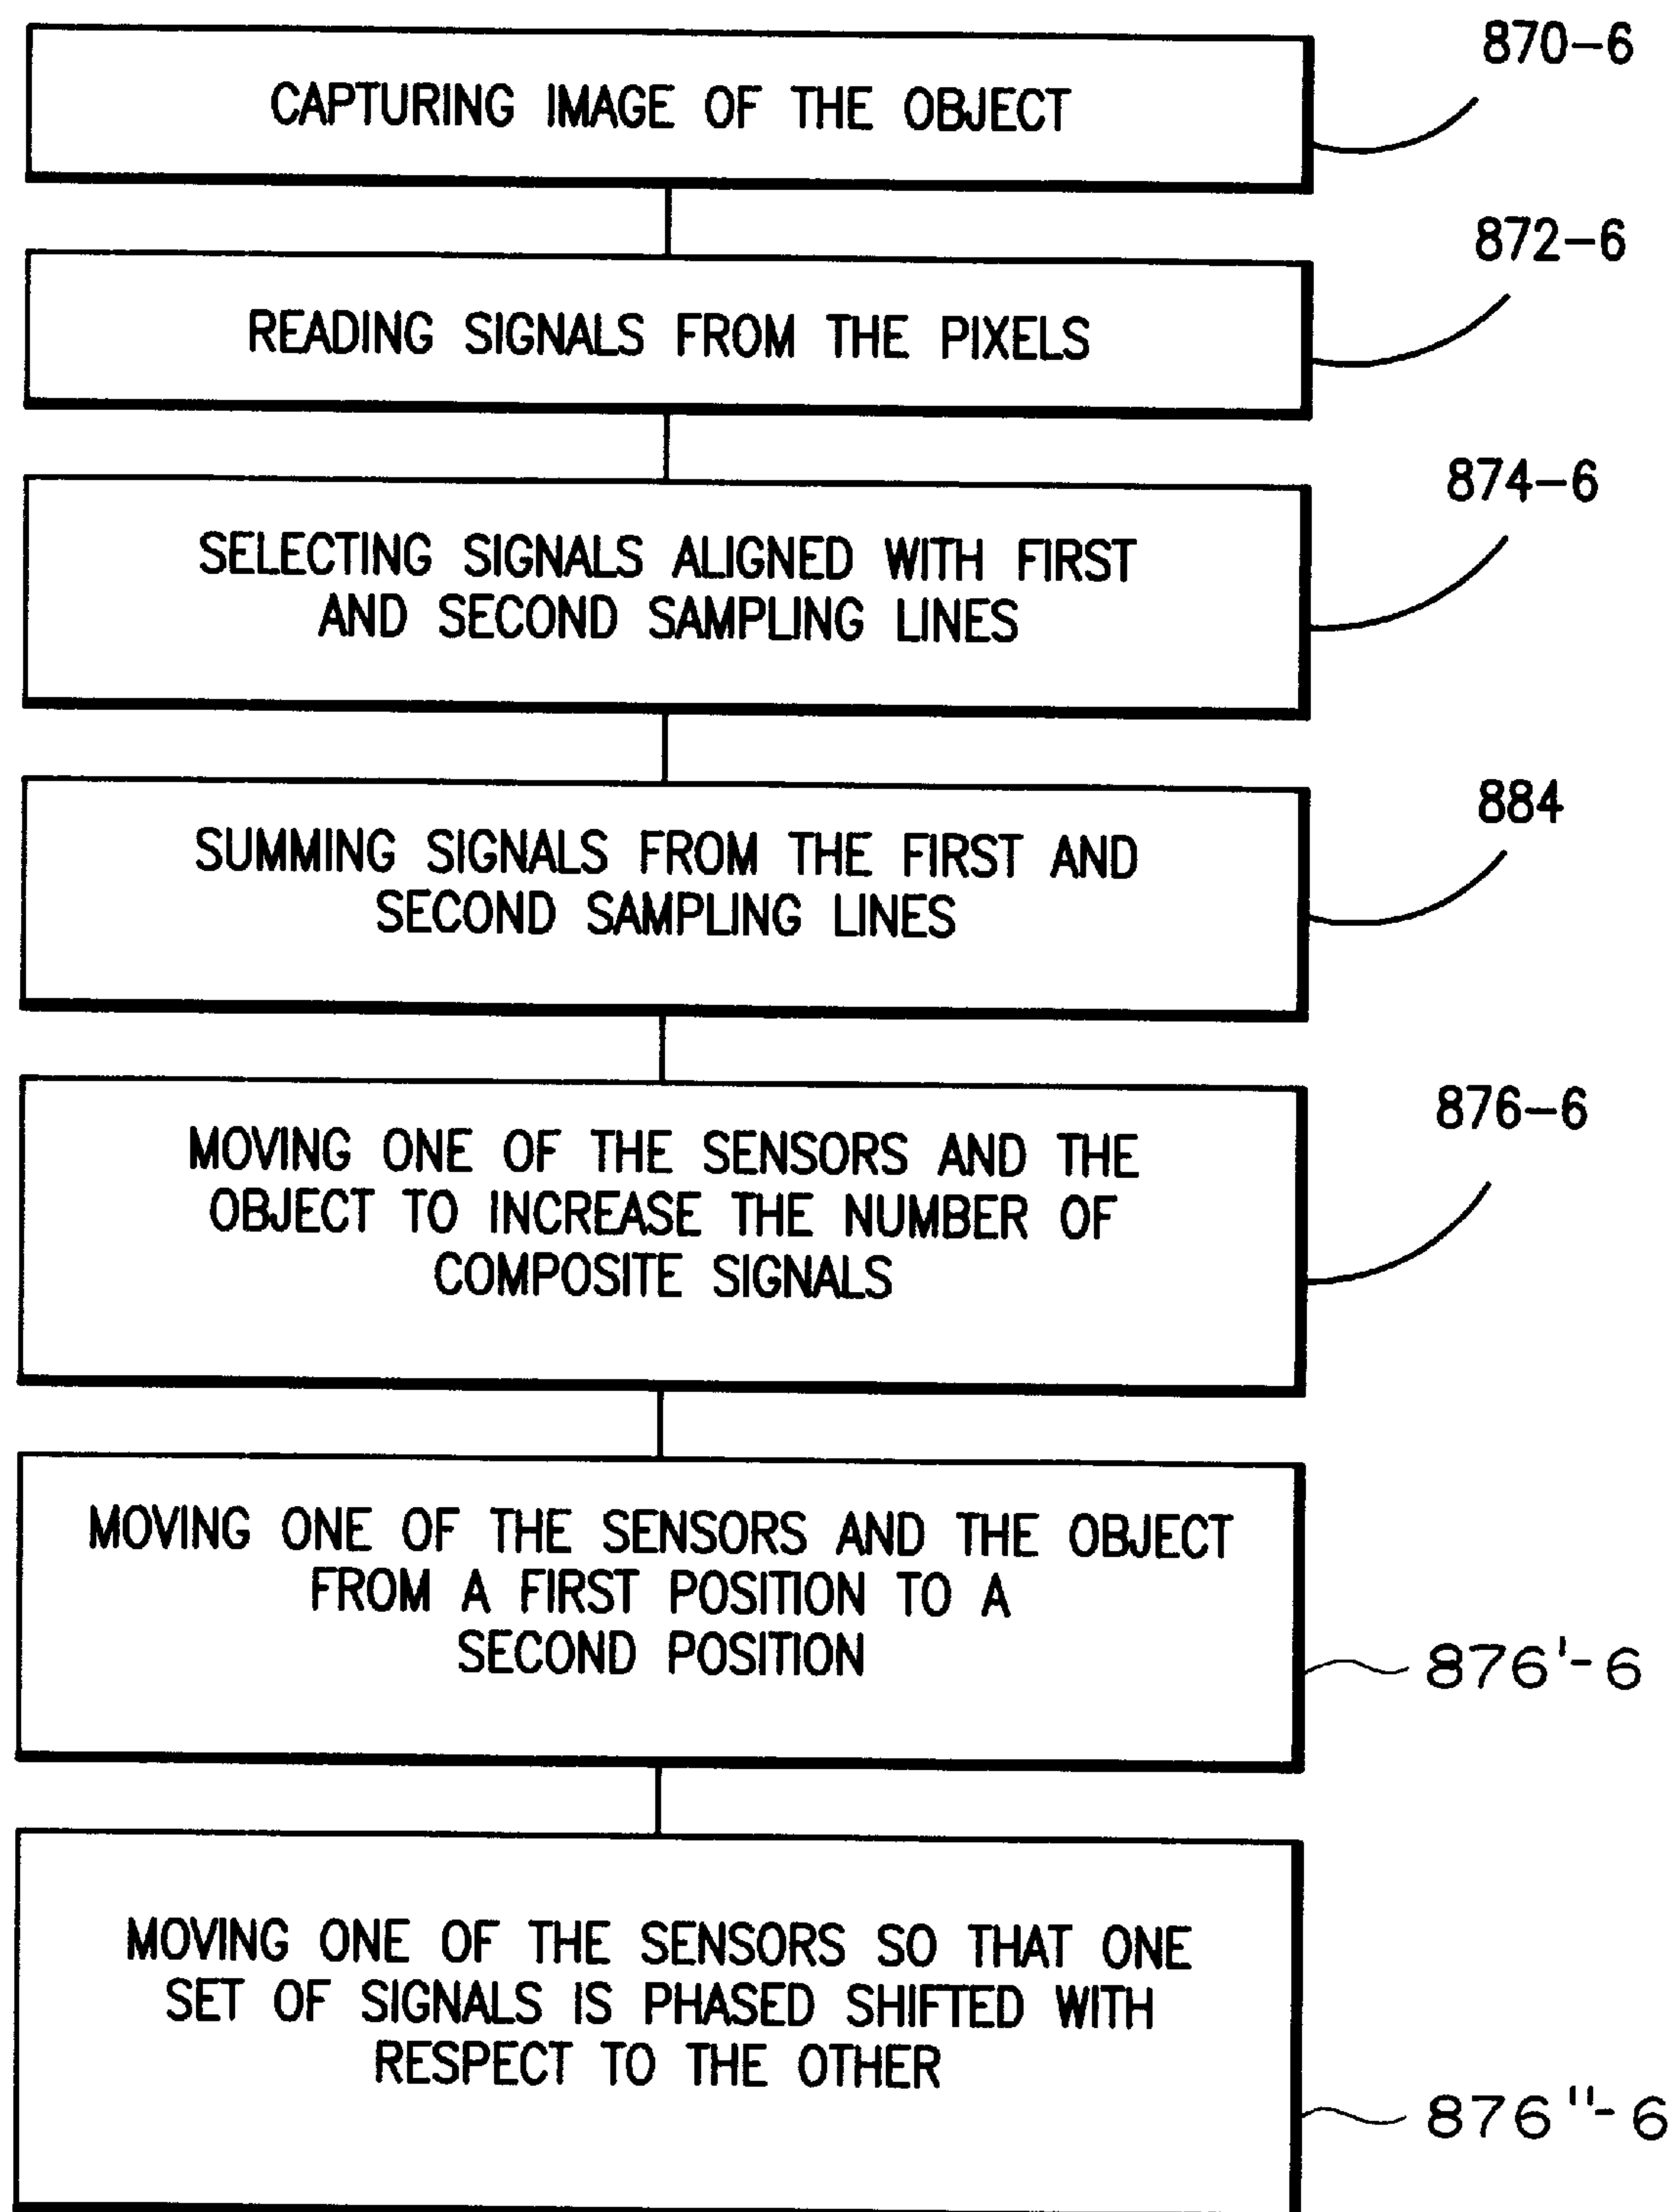 870-6
CAPTURING IMAGE OF THE OBJECT
872-6
READING SIGNALS FROM THE PIXELS
874-6
SELECTING SIGNALS ALIGNED WITH FIRST
AND SECOND SAMPLING LINES
884
SUMMING SIGNALS FROM THE FIRST AND
SECOND SAMPLING LINES
876-6
MOVING ONE OF THE SENSORS AND THE
OBJECT TO INCREASE THE NUMBER OF
COMPOSITE SIGNALS
MOVING ONE OF THE SENSORS AND THE OBJECT
FROM A FIRST POSITION TO A
SECOND POSITION
876'-6
MOVING ONE OF THE SENSORS SO THAT ONE
SET OF SIGNALS IS PHASED SHIFTED WITH
RESPECT TO THE OTHER
876"-6